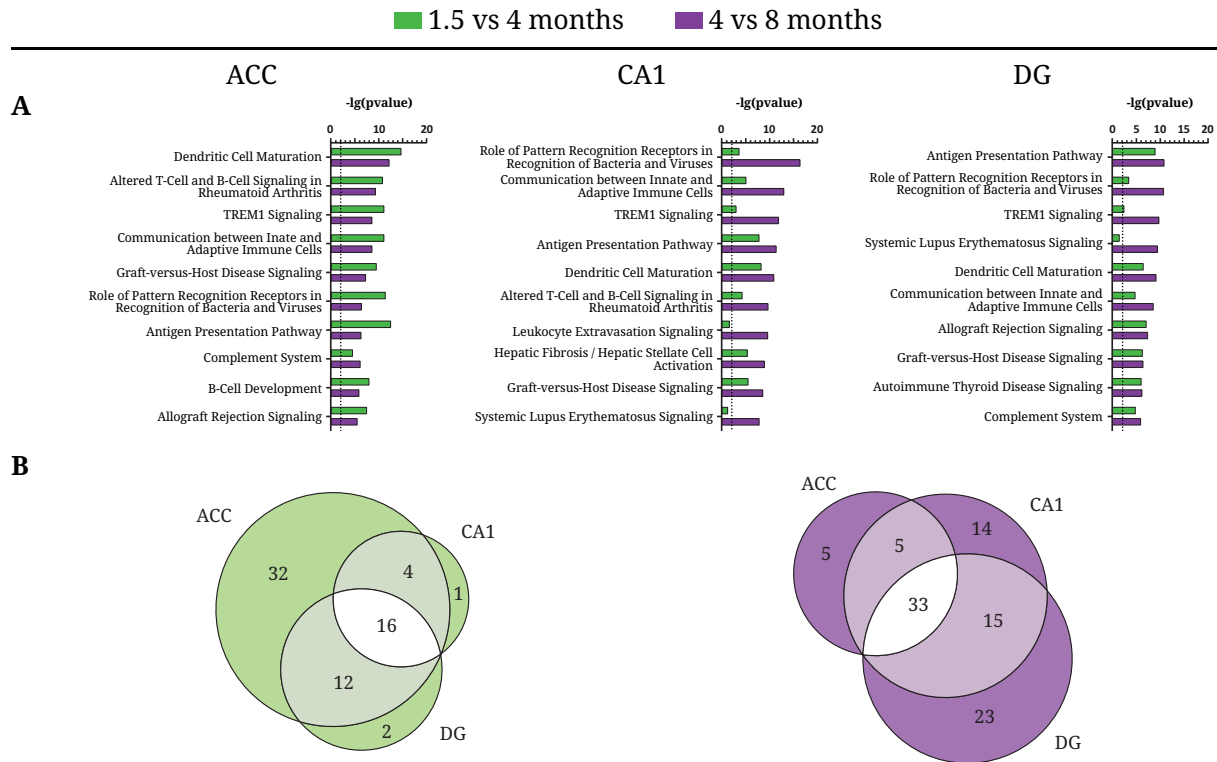 1.5 vs 4 months
4 vs 8 months
ACC
CA1
DG
A
-lg(pvalue)
0 10 20
Dendritic Cell Maturation
Altered T-Cell and B-Cell Signaling in
Rheumatoid Arthritis
TREM1 Signaling
Communication between Inate and
Adaptive Immune Cells
Graft-versus-Host Disease Signaling
Role of Pattern Recognition Receptors in
Recognition of Bacteria and Viruses
Antigen Presentation Pathway
Complement System
B-Cell Development
Allograft Rejection Signaling
-lg(pvalue)
0 10 20
Role of Pattern Recognition Receptors in
Recognition of Bacteria and Viruses
Communication between Innate and
Adaptive Immune Cells
TREM1 Signaling
Antigen Presentation Pathway
Dendritic Cell Maturation
Altered T-Cell and B-Cell Signaling in
Rheumatoid Arthritis
Leukocyte Extravasation Signaling
Hepatic Fibrosis / Hepatic Stellate Cell
Activation
Graft-versus-Host Disease Signaling
Systemic Lupus Erythematosus Signaling
-lg(pvalue)
0 5 10 15 20
Antigen Presentation Pathway
Role of Pattern Recognition Receptors in
Recognition of Bacteria and Viruses
TREM1 Signaling
Systemic Lupus Erythematosus Signaling
Dendritic Cell Maturation
Communication between Innate and
Adaptive Immune Cells
Allograft Rejection Signaling
Graft-versus-Host Disease Signaling
Autoimmune Thyroid Disease Signaling
Complement System
B
ACC
CA1
32
4
1
16
12
2
DG
ACC
CA1
14
5
5
33
15
23
DG